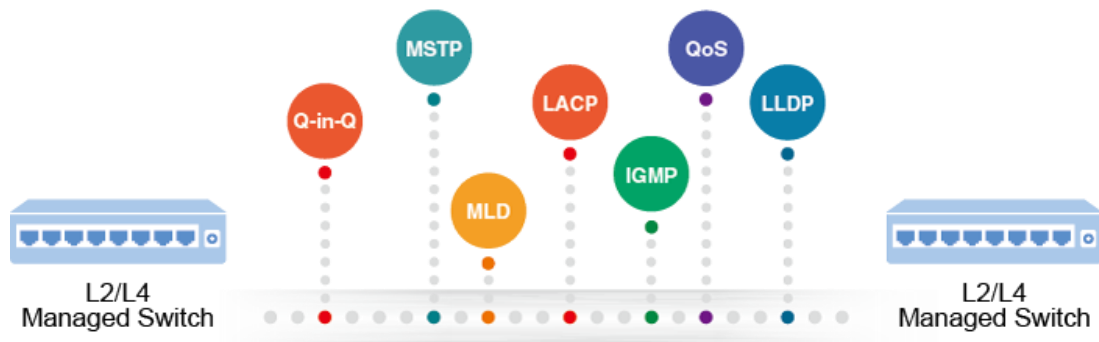 MSTP
QoS
Q-in-Q
LACP
LLDP
MLD
IGMP
L2/L4
Managed Switch
L2/L4
Managed Switch